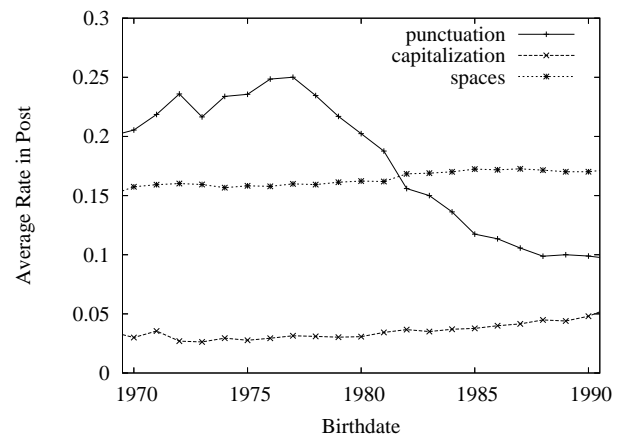 0.3
0.25
0.2
0.15
0.1
0.05
0
Average Rate in Post
punctuation
capitalization
spaces
1970 1975 1980 1985 1990
Birthdate